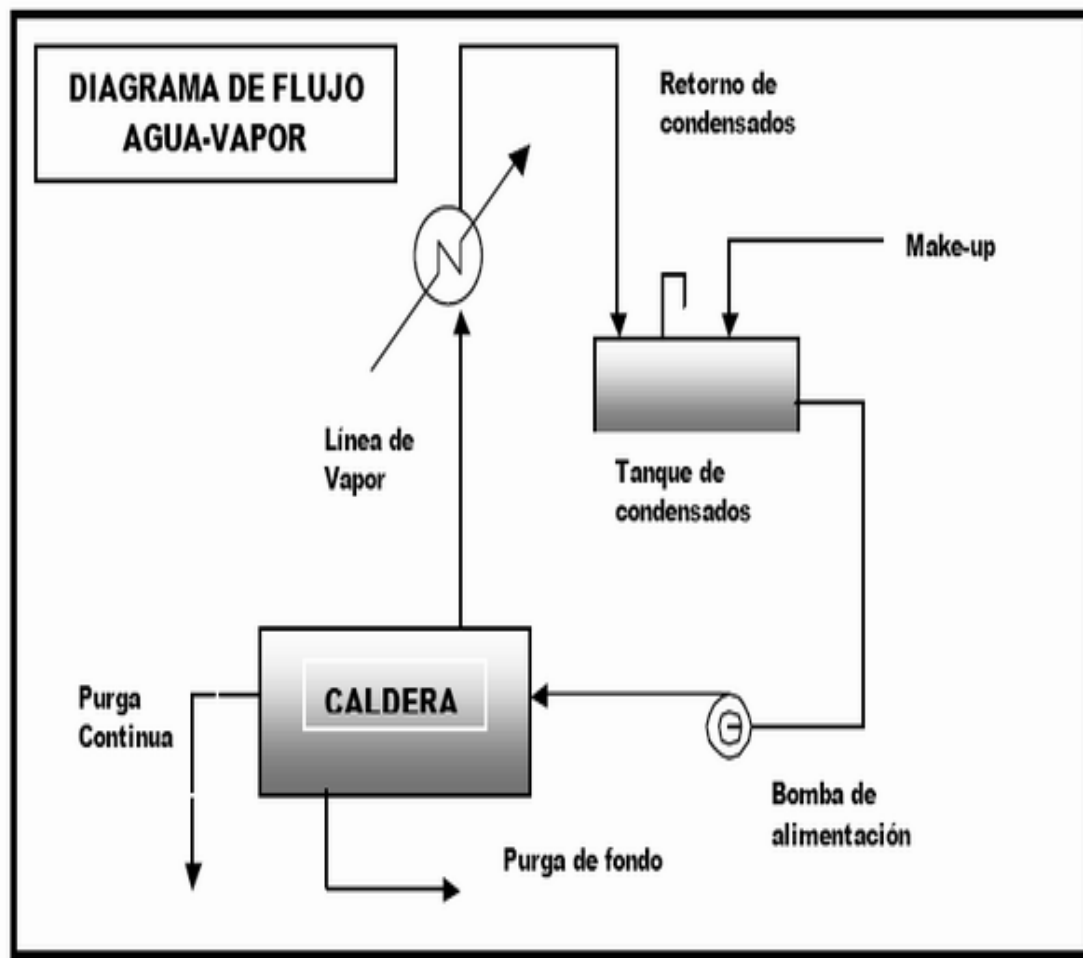 DIAGRAMA DE FLUJO
AGUA-VAPOR
Retorno de
condensados
Make-up
Línea de
Vapor
Tanque de
condensados
Purga
Continua
CALDERA
Bomba de
alimentación
Purga de fondo